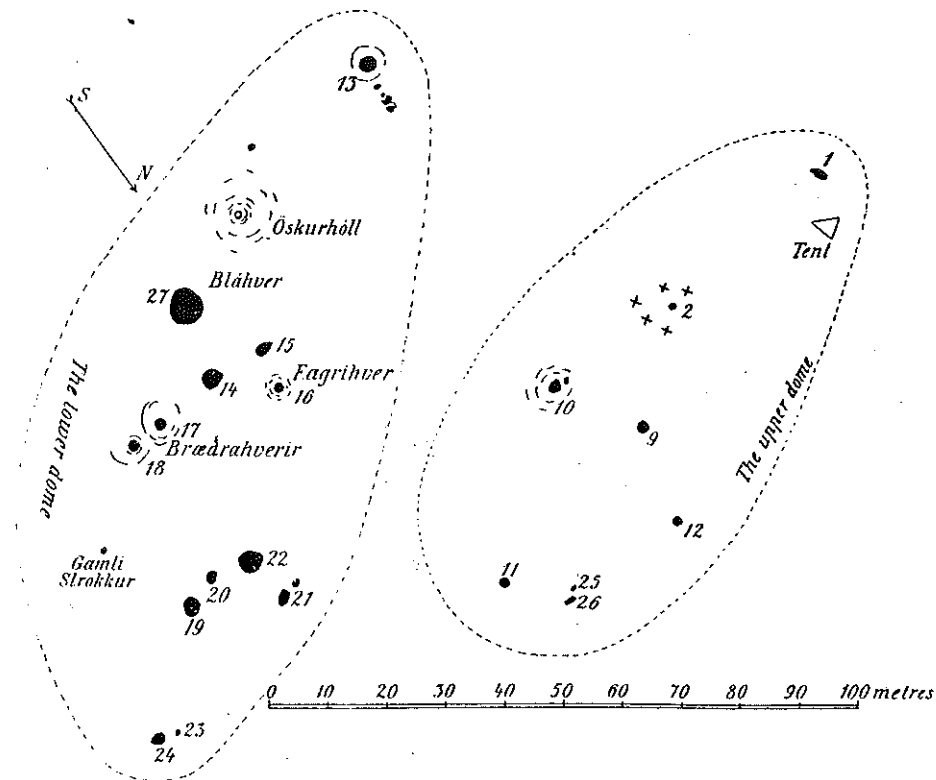 S
N
13
Öskurhóll
Bláhver
27
15
14
Fagrihver
16
17
Brædrahverir
18
The lower dome
Gamli
Strokkur
22
20
21
19
23
24
1
Tent
2
10
9
The upper dome
12
11
25
26
0 10 20 30 40 50 60 70 80 90 100 metres